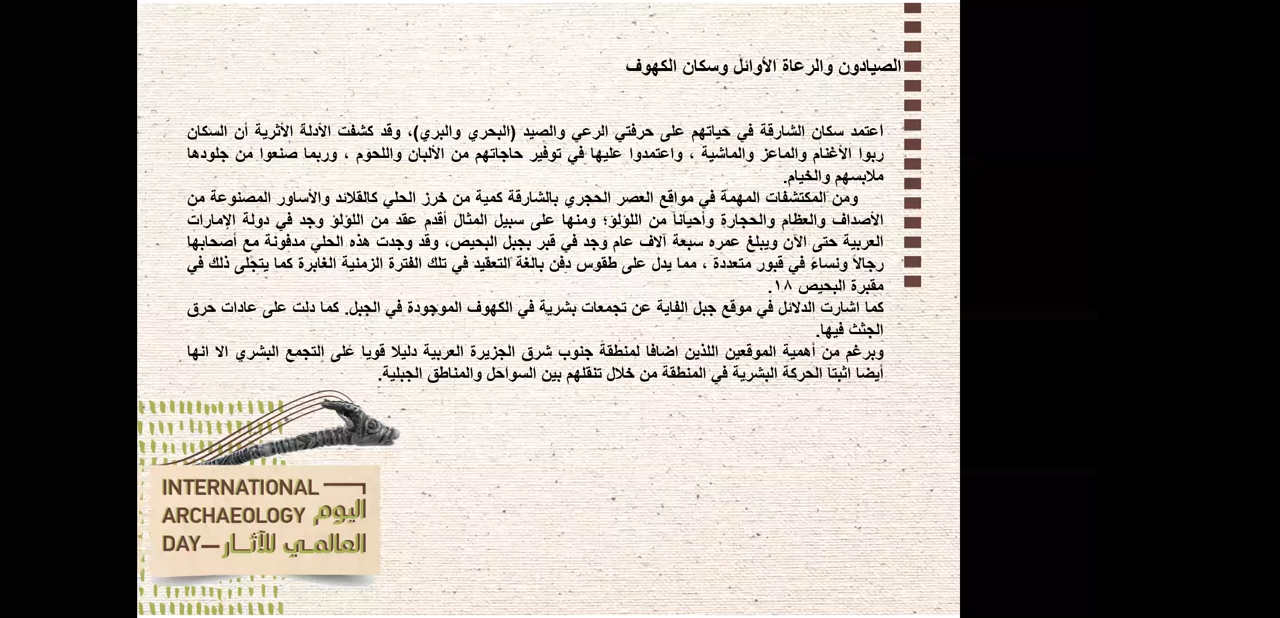 الصيادون والرعاة الأوائل وسكان الكهوف
اعتمد سكان الشارقة في حياتهم على حرفتي الرعي والصيد (البحري والبري)، وقد كشفت الأدلة الأثرية أن السكان
ربوا الأغنام والماعز والماشية ، واعتمدوا عليها في توفير حاجاتهم من الألبان واللحوم ، وربما صنعوا من جلودها
ملابسهم والخيام.
ومن المكتشفات المهمة في مواقع العصر الحجري بالشارقة كمية من خرز الحلي كالقلائد والأساور المصنوعة من
الأصداف والعظام والحجارة وأحياناً من اللؤلؤ؛ ومنها على سبيل المثال أقدم عقد من اللؤلؤ وجد في دولة الإمارات
العربية حتى الآن ويبلغ عمره سبعة آلاف عام وجد في قبر بجبل البحيص، وقد وجدت هذه الحلي مدفونة مع أصحابها
رجالاً ونساءً في قبور متعددة ، مما يدل على طقوس دفن بالغة التعقيد في تلك الفترة الزمنية الغابرة كما يتجلى ذلك في
مقبرة البحيص ١٨.
كما اشارت الدلائل في موقع جبل الفاية عن تجمعات بشرية في الكهوف الموجودة في الجبل. كما دلت على عادات حرق
الجثث فيها.
وبرغم من أهمية الموقعين اللذين اضافا لمنطقة جنوب شرق الجزيرة العربية دليلا قويا على التجمع البشري الا انها
أيضا اثبتا الحركة البشرية في المنطقة من خلال تنقلهم بين السواحل والمناطق الجبلية.
INTERNATIONAL
ARCHAEOLOGY اليوم
DAY العالمي للآثار